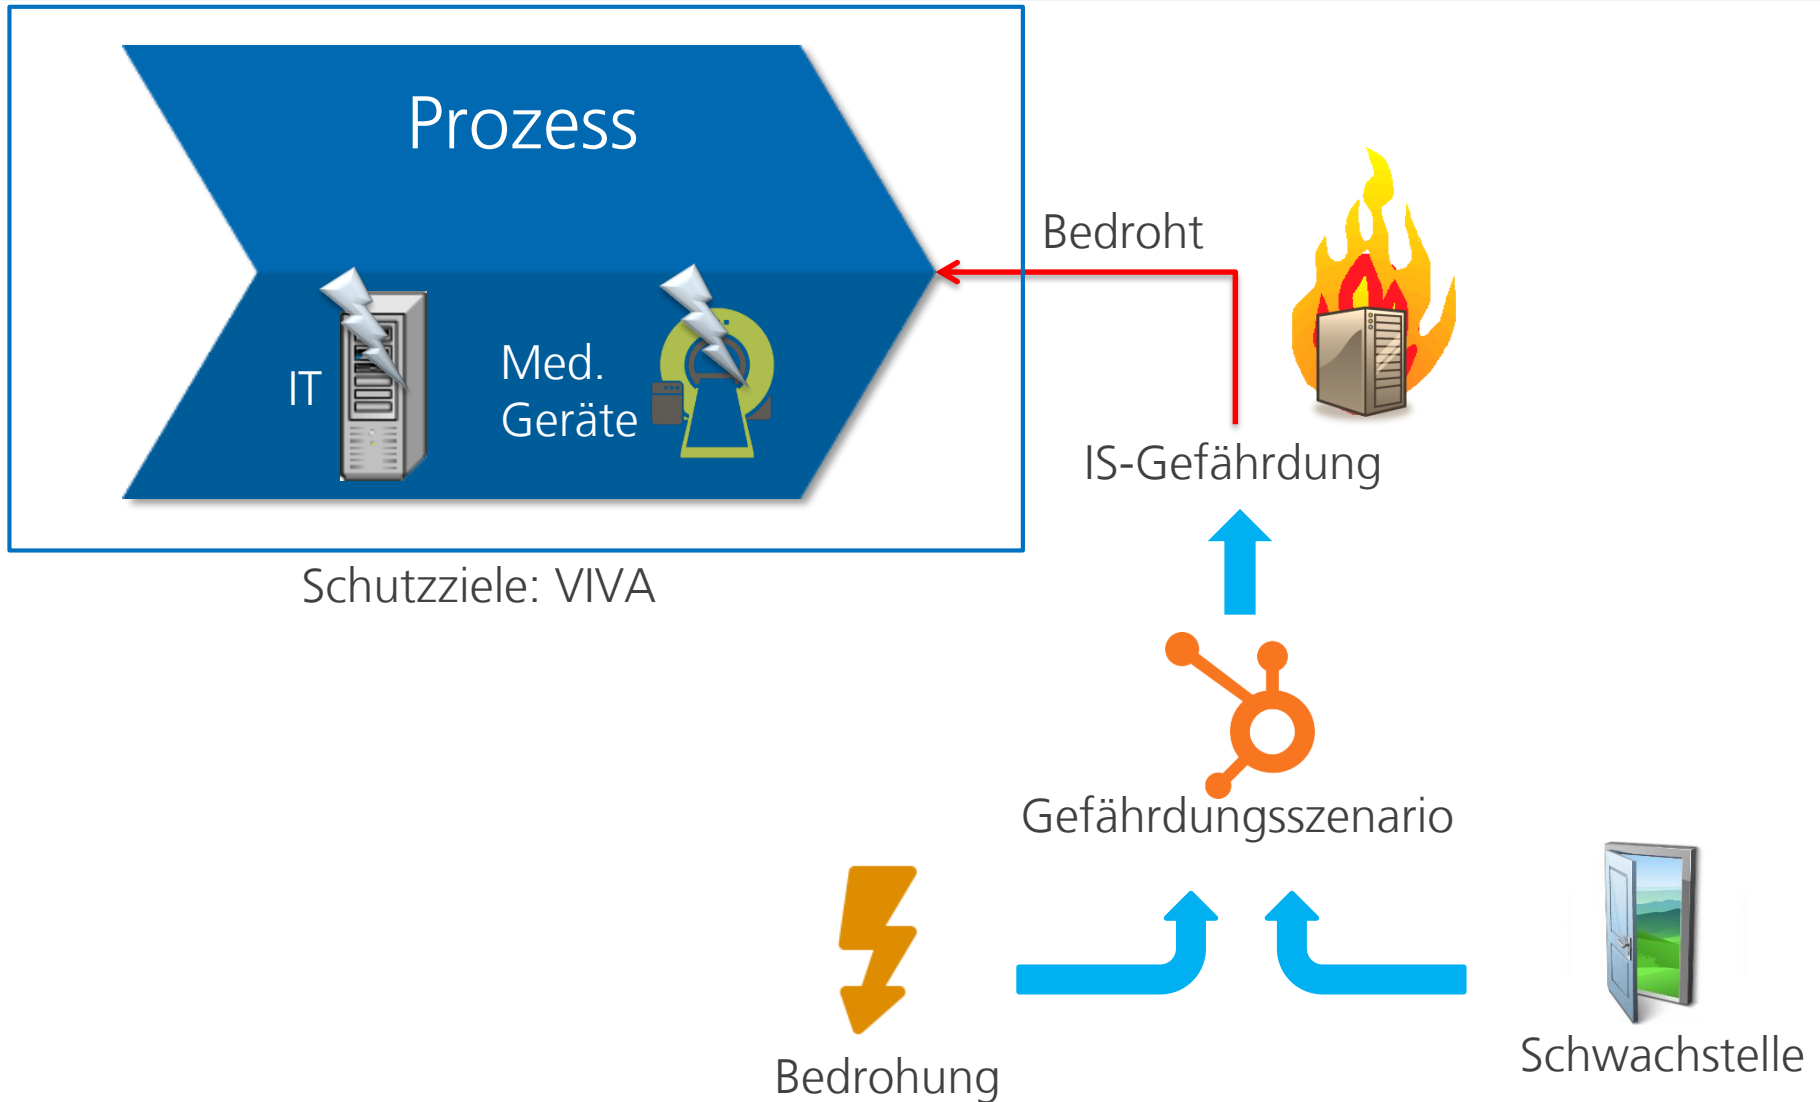 Prozess
Bedroht
IT
Med.
Geräte
IS-Gefährdung
Schutzziele: VIVA
Gefährdungsszenario
Bedrohung
Schwachstelle